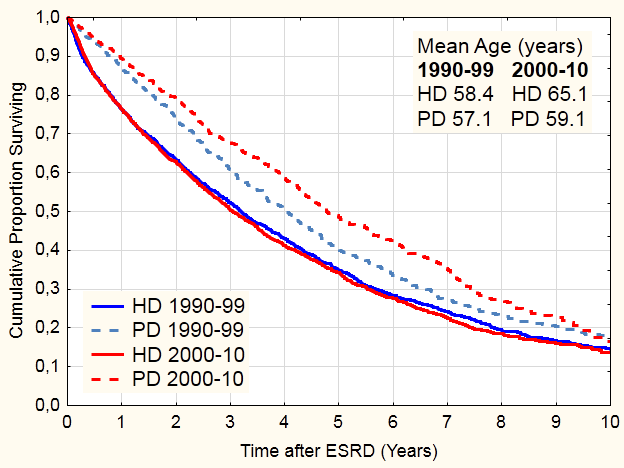 1,0
0,9
0,8
0,7
0,6
0,5
0,4
0,3
0,2
0,1
0,0
Cumulative Proportion Surviving
Mean Age (years)
1990-99 2000-10
HD 58.4 HD 65.1
PD 57.1 PD 59.1
HD 1990-99
PD 1990-99
HD 2000-10
PD 2000-10
0 1 2 3 4 5 6 7 8 9 10
Time after ESRD (Years)